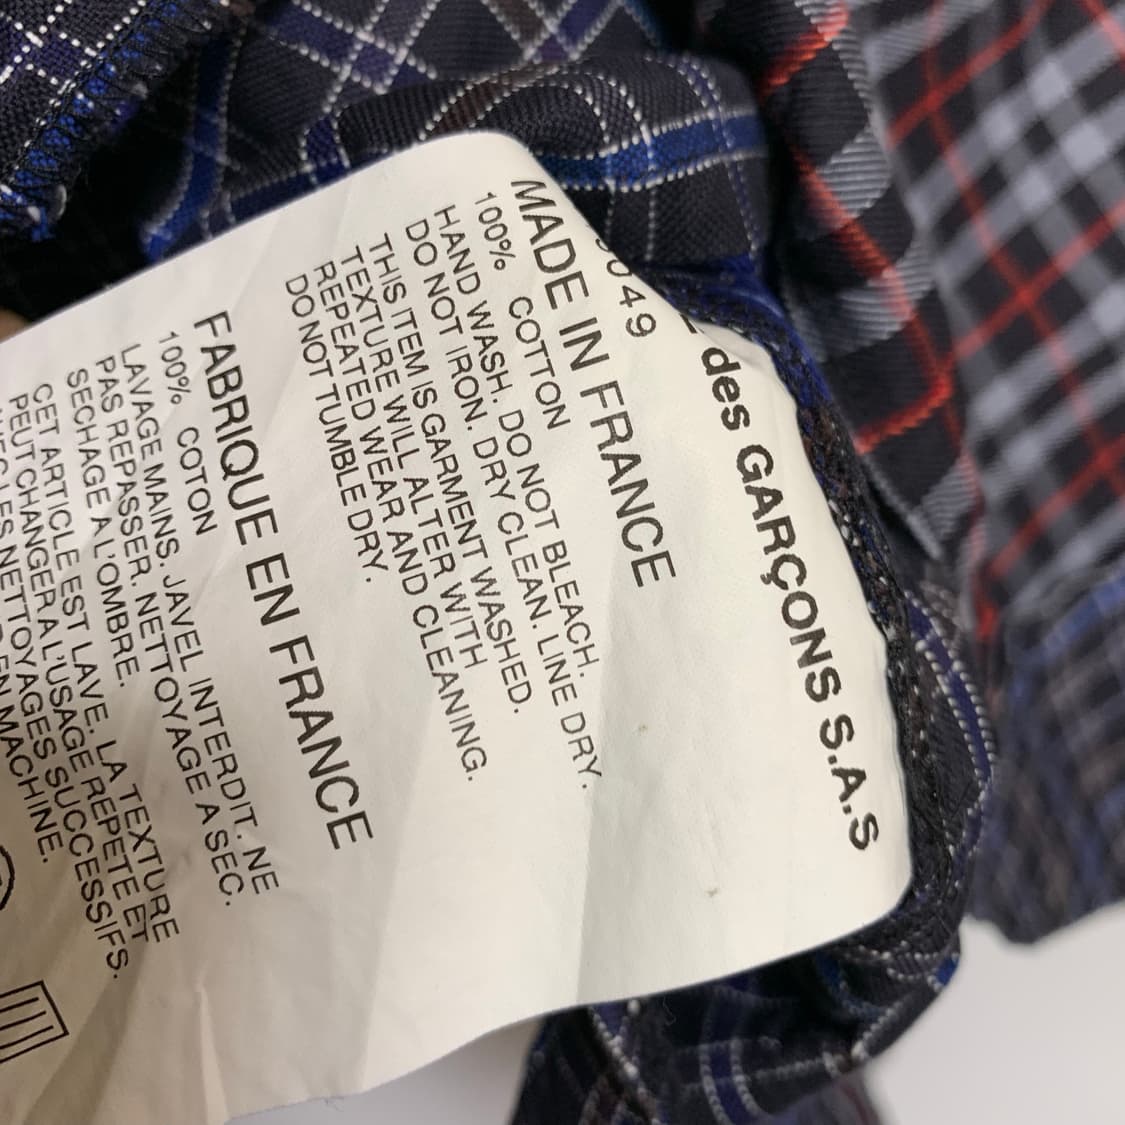 des GARÇONS S.A.S
049
MADE IN FRANCE
100% COTTON
HAND WASH. DO NOT BLEACH.
DO NOT IRON. DRY CLEAN. LINE DRY.
THIS ITEM IS GARMENT WASHED.
TEXTURE WILL ALTER WITH
REPEATED WEAR AND CLEANING.
DO NOT TUMBLE DRY.
FABRIQUE EN FRANCE
100% COTON
LAVAGE MAINS. JAVEL INTERDIT. NE
PAS REPASSER. NETTOYAGE A SEC.
SECHAGE A L'OMBRE.
CET ARTICLE EST LAVE. LA TEXTURE
PEUT CHANGER A L'USAGE REPETE ET
LES NETTOYAGES SUCCESSIFS.
EN MACHINE.